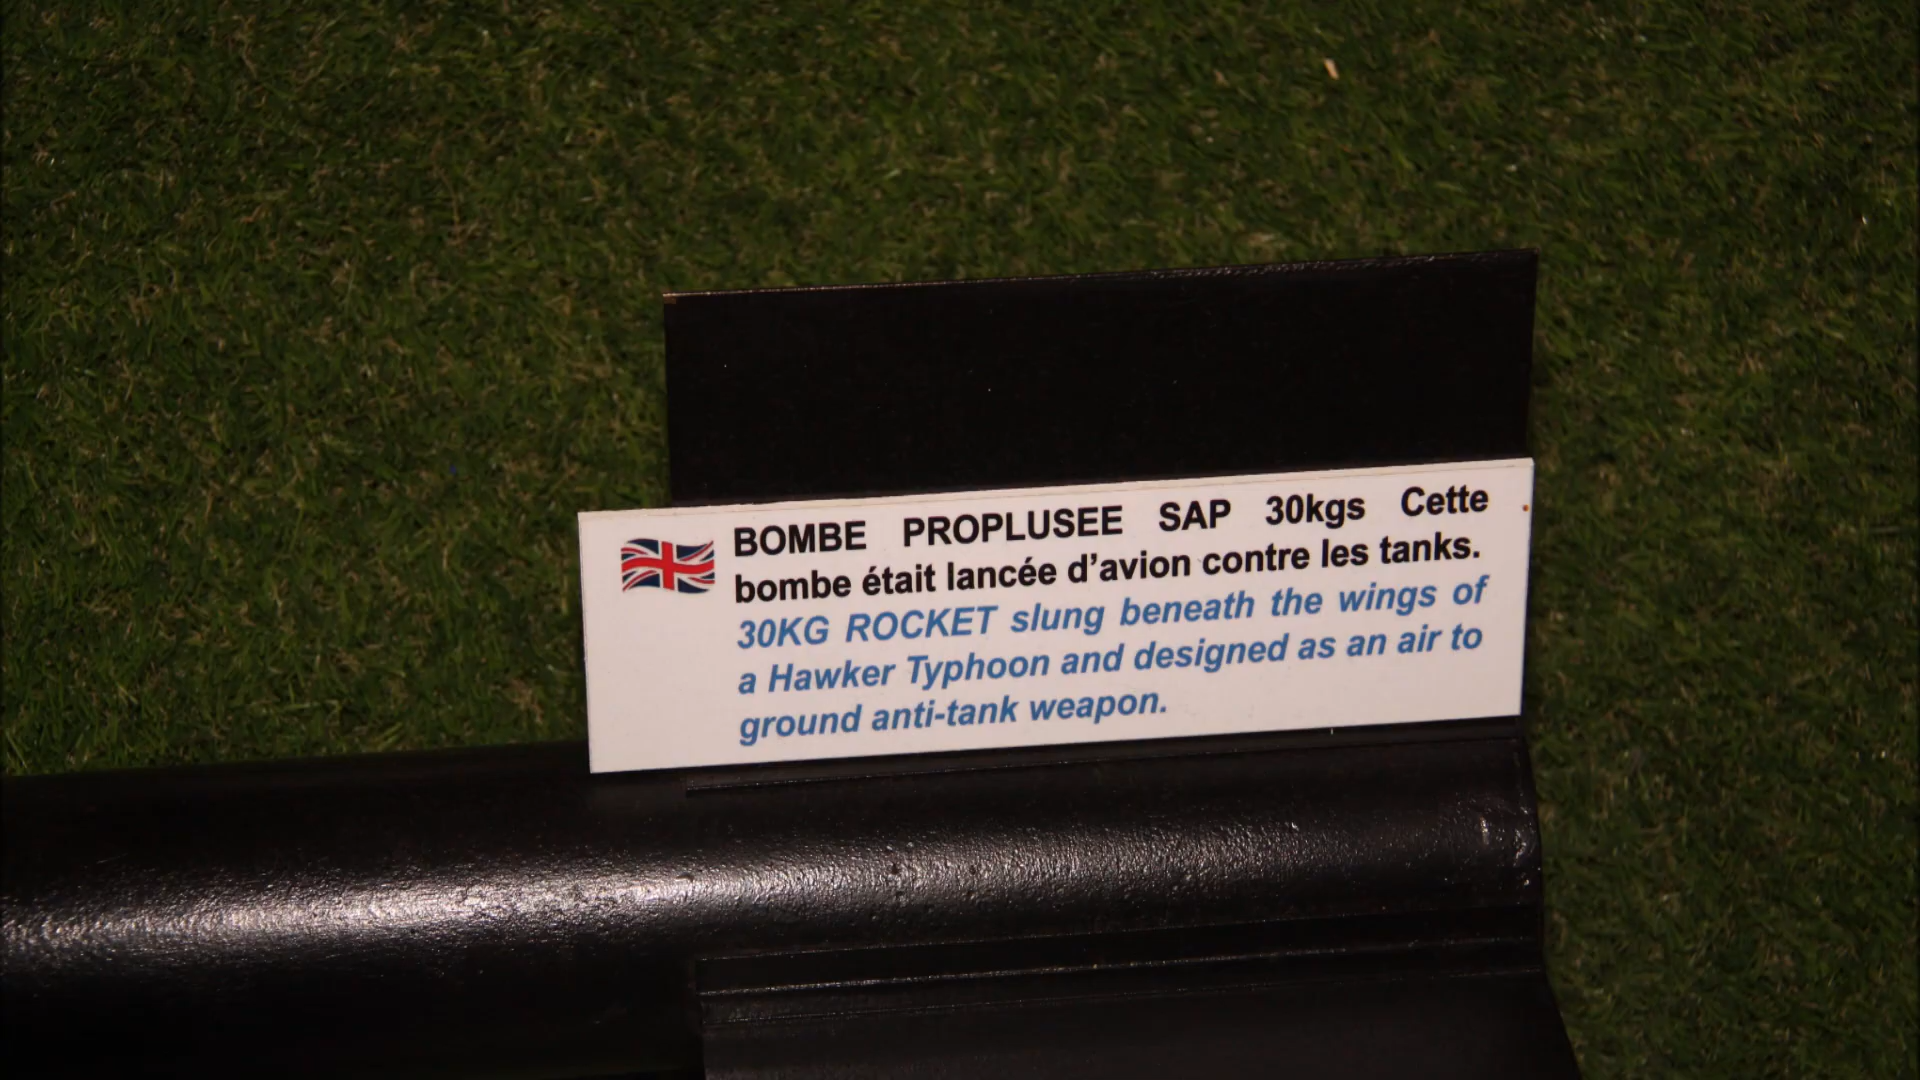 BOMBE PROPLUSEE SAP 30kgs Cette
bombe était lancée d’avion contre les tanks.
30KG ROCKET slung beneath the wings of
a Hawker Typhoon and designed as an air to
ground anti-tank weapon.